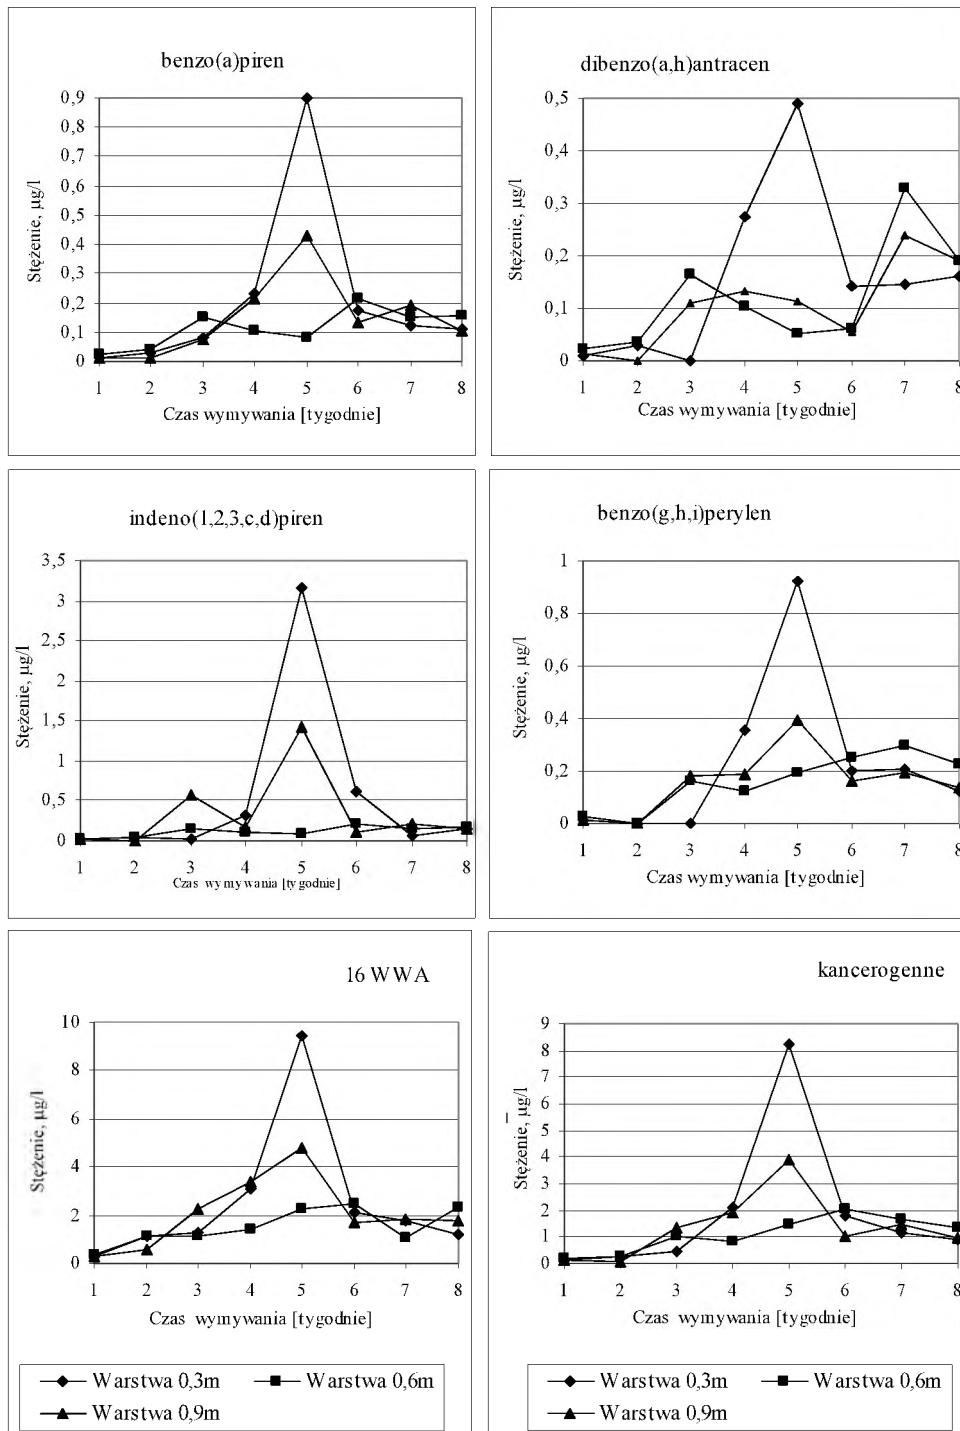 benzo(a)piren
Stężenie, µg/l
0,9
0,8
0,7
0,6
0,5
0,4
0,3
0,2
0,1
0
1 2 3 4 5 6 7 8
Czas wymywania [tygodnie]
dibenzo(a,h)antracen
Stężenie, µg/l
0,5
0,4
0,3
0,2
0,1
0
1 2 3 4 5 6 7 8
Czas wymywania [tygodnie]
indeno(1,2,3,c,d)piren
Stężenie, µg/l
3,5
3
2,5
2
1,5
1
0,5
0
1 2 3 4 5 6 7 8
Czas wymywania [tygodnie]
benzo(g,h,i)perylen
Stężenie, µg/l
1
0,8
0,6
0,4
0,2
0
1 2 3 4 5 6 7 8
Czas wymywania [tygodnie]
16 WWA
Stężenie, µg/l
10
8
6
4
2
0
1 2 3 4 5 6 7 8
Czas wymywania [tygodnie]
Warstwa 0,3m Warstwa 0,6m
Warstwa 0,9m
kancerogenne
Stężenie, µg/l
9
8
7
6
5
4
3
2
1
0
1 2 3 4 5 6 7 8
Czas wymywania [tygodnie]
Warstwa 0,3m Warstwa 0,6m
Warstwa 0,9m